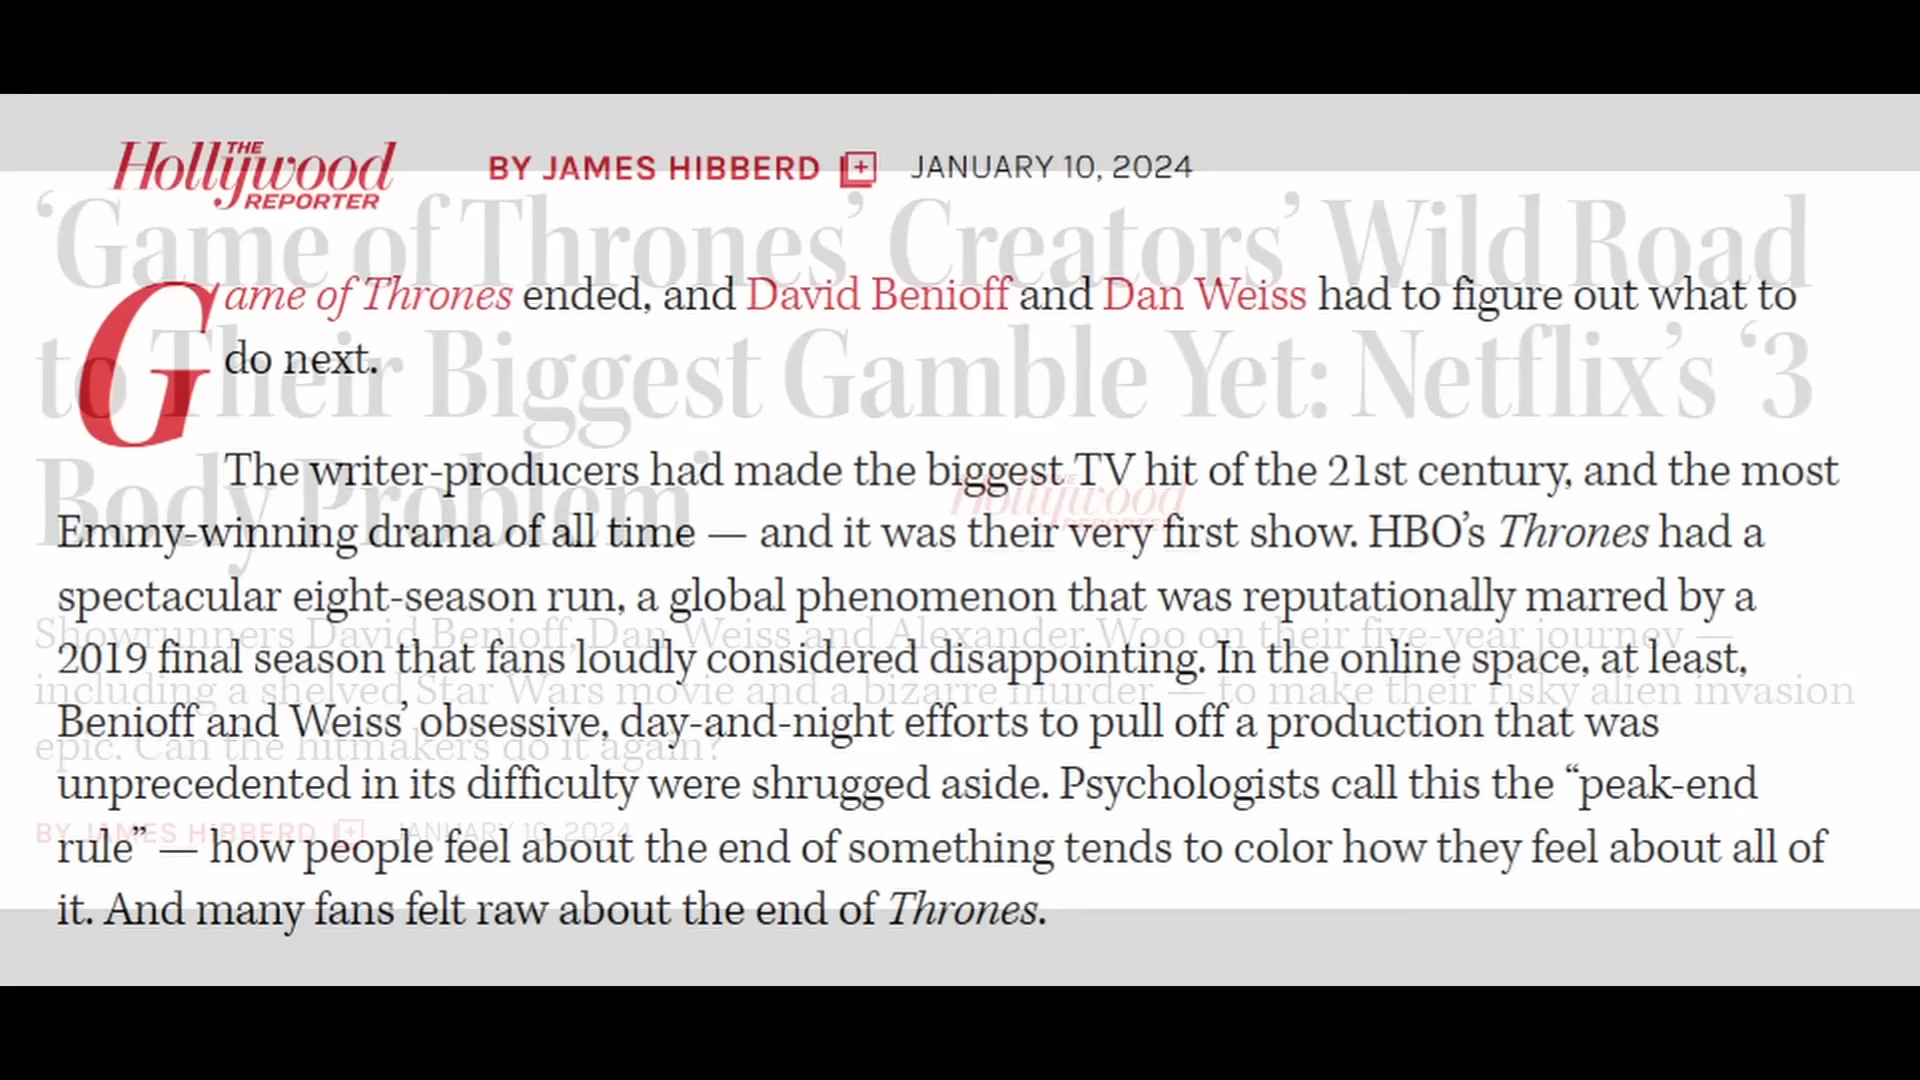 THE
Hollywood
REPORTER
BY JAMES HIBBERD
JANUARY 10, 2024
‘Game of Thrones’ Creators’ Wild Road
to Their Biggest Gamble Yet: Netflix’s ‘3
Body Problem
Game of Thrones ended, and David Benioff and Dan Weiss had to figure out what to
do next.
The writer-producers had made the biggest TV hit of the 21st century, and the most
Emmy-winning drama of all time — and it was their very first show. HBO’s Thrones had a
spectacular eight-season run, a global phenomenon that was reputationally marred by a
2019 final season that fans loudly considered disappointing. In the online space, at least,
Benioff and Weiss’ obsessive, day-and-night efforts to pull off a production that was
unprecedented in its difficulty were shrugged aside. Psychologists call this the “peak-end
rule” — how people feel about the end of something tends to color how they feel about all of
it. And many fans felt raw about the end of Thrones.
THE
Hollywood
REPORTER
Showrunners David Benioff, Dan Weiss and Alexander Woo on their five-year journey —
including a shelved Star Wars movie and a bizarre murder — to make their risky alien invasion
epic. Can the hitmakers do it again?
BY JAMES HIBBERD
JANUARY 10, 2024